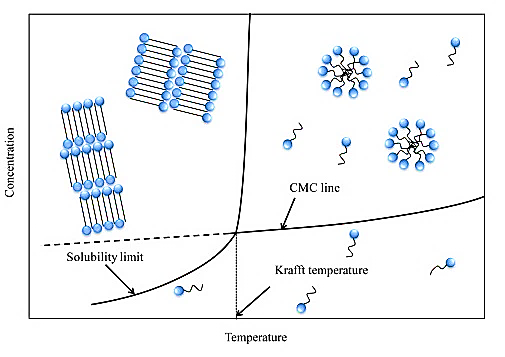 Concentration
CMC line
Solubility limit
Krafft temperature
Temperature